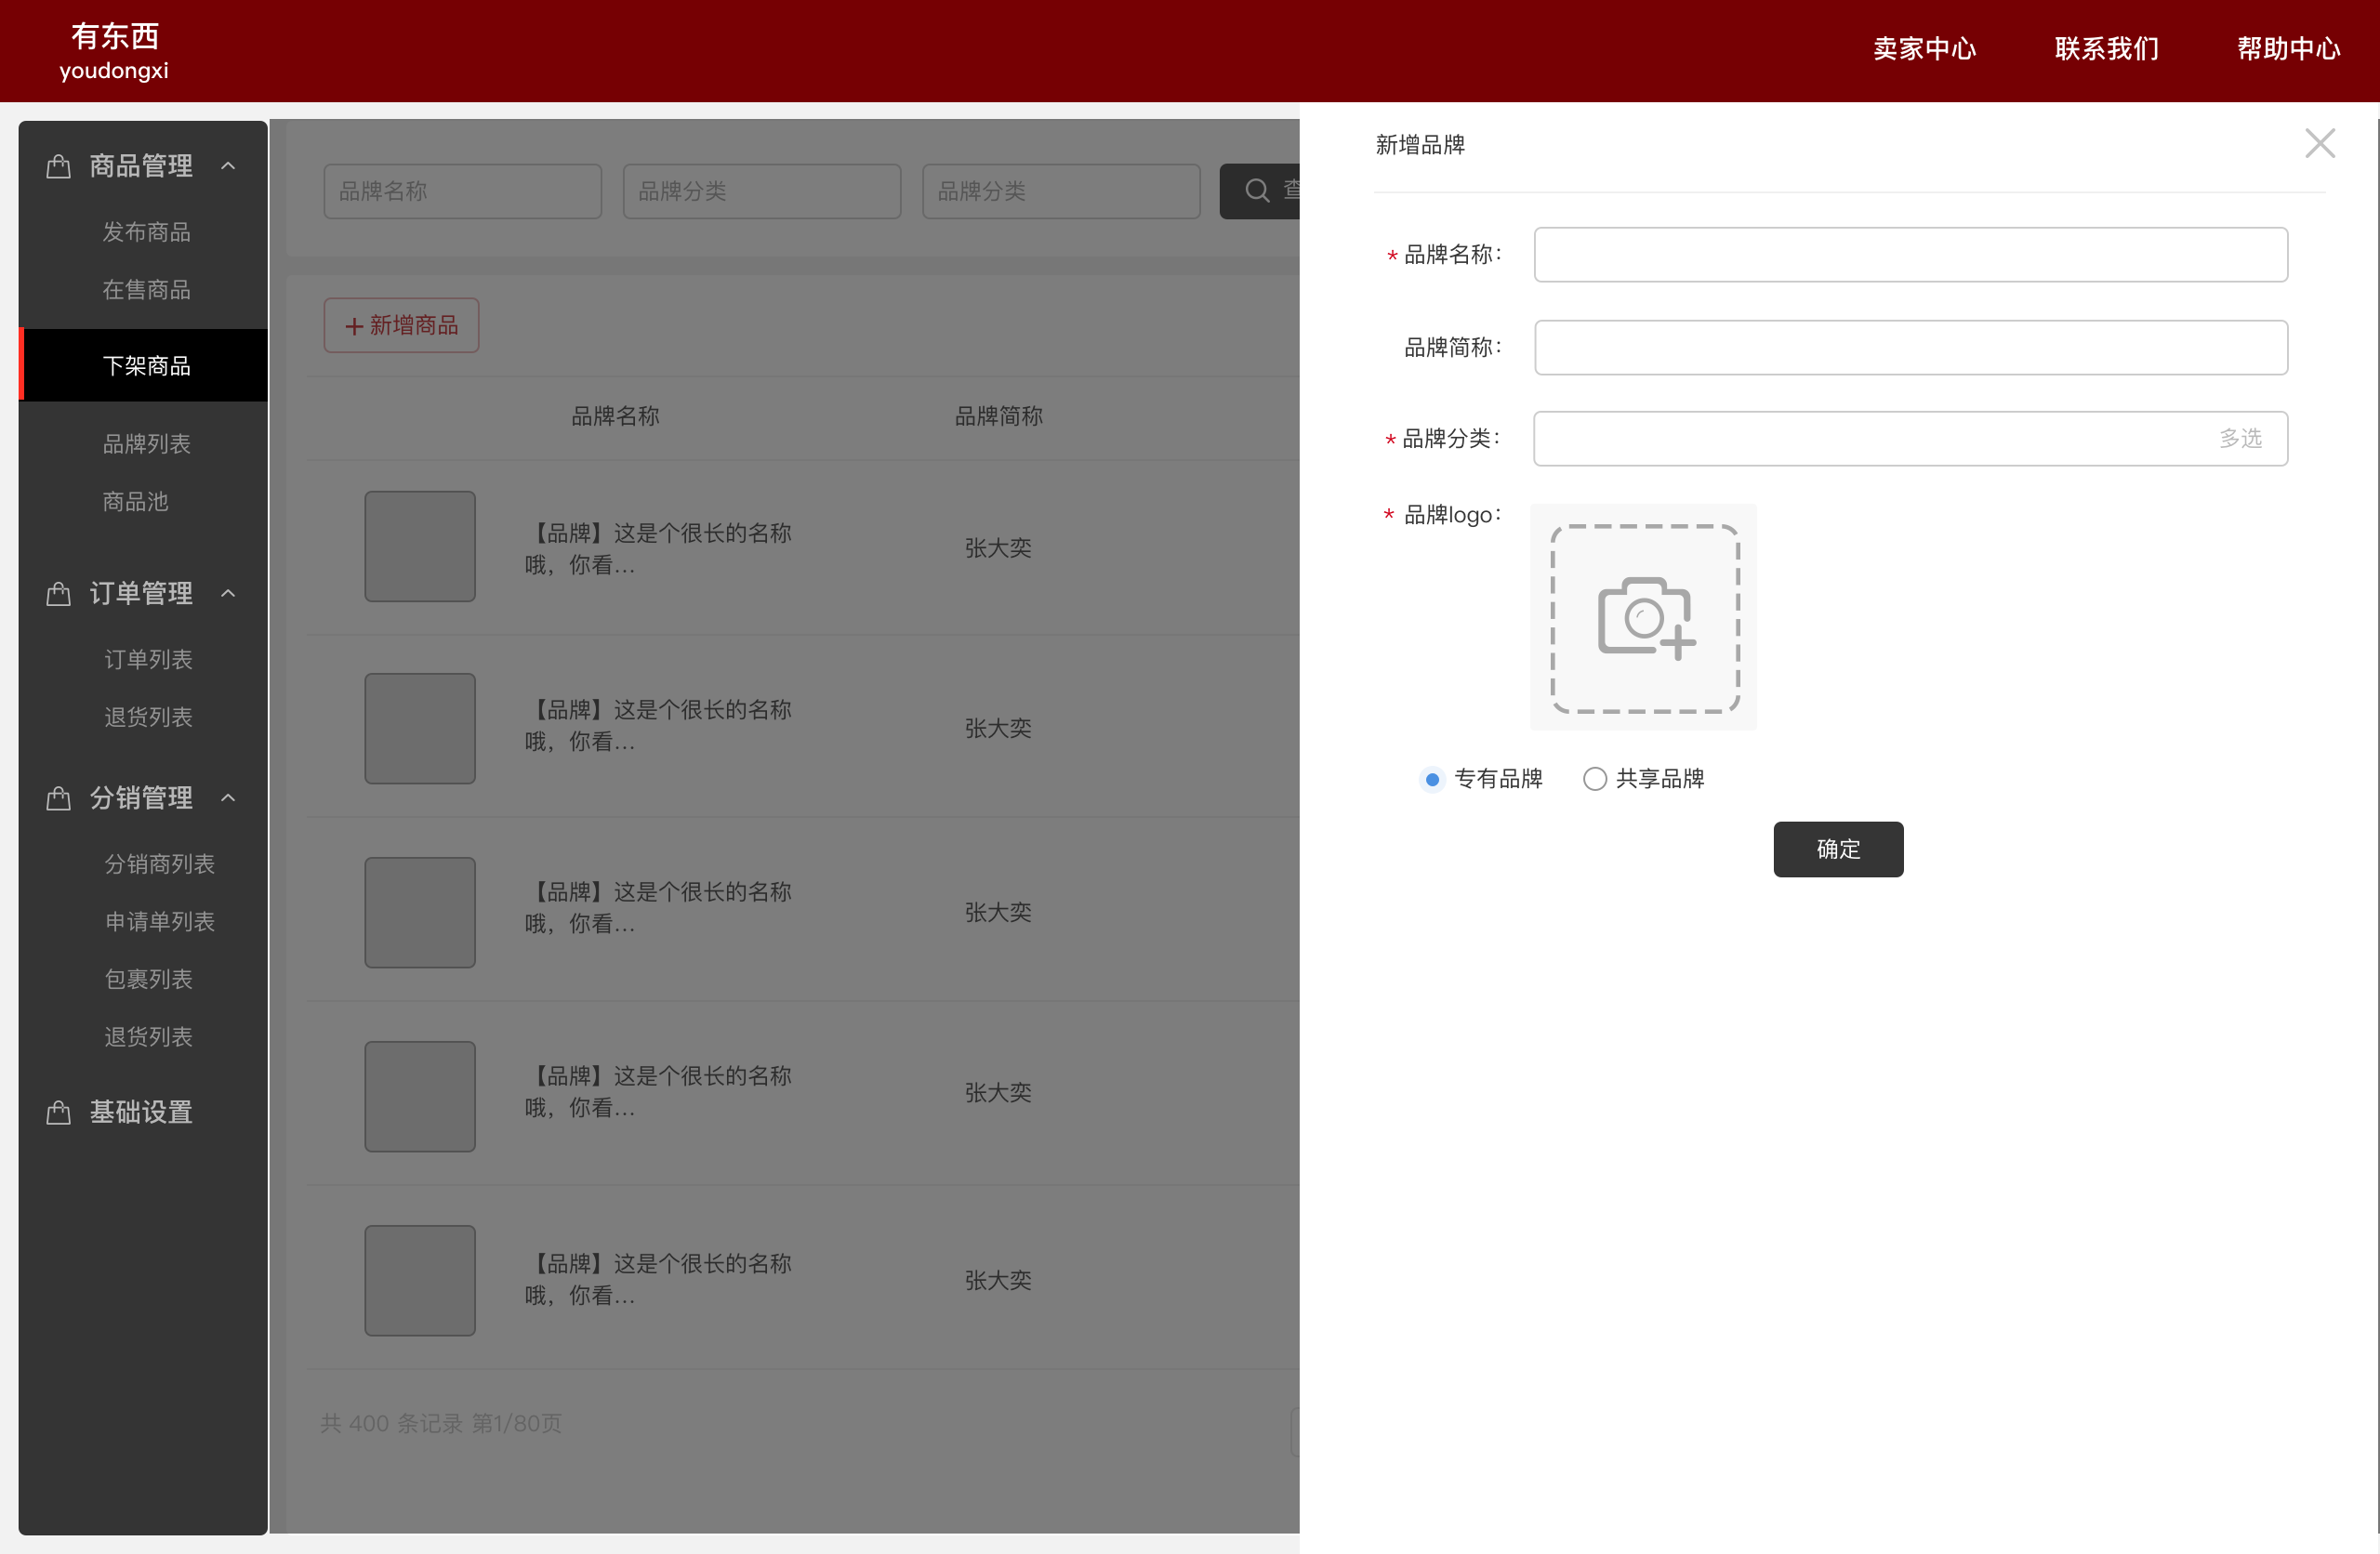 有东西
youdongxi
卖家中心
联系我们
帮助中心
商品管理
发布商品
在售商品
下架商品
品牌列表
商品池
订单管理
订单列表
退货列表
分销管理
分销商列表
申请单列表
包裹列表
退货列表
基础设置
品牌名称
品牌分类
品牌分类
查
新增商品
品牌名称
品牌简称
【品牌】这是个很长的名称
哦，你看...
张大奕
【品牌】这是个很长的名称
哦，你看...
张大奕
【品牌】这是个很长的名称
哦，你看...
张大奕
【品牌】这是个很长的名称
哦，你看...
张大奕
【品牌】这是个很长的名称
哦，你看...
张大奕
共 400 条记录 第1/80页
新增品牌
* 品牌名称：
品牌简称：
* 品牌分类：
多选
* 品牌logo：
专有品牌
共享品牌
确定